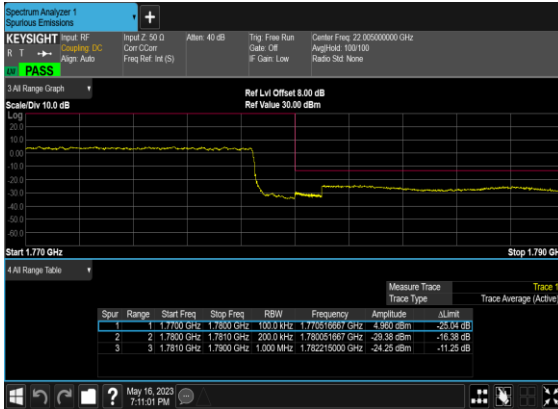 Spectrum Analyzer 1
Spurious Emissions
+
KEYSIGHT Input: RF Input Z: 50 Ω Atten: 40 dB Trig: Free Run Center Freq: 22.005000000 GHz
R T Coupling: DC Corr CCorr Gate: Off Avg|Hold: 100/100
Align: Auto Freq Ref: Int (S) IF Gain: Low Radio Std: None
PASS
3 All Range Graph
Ref Lvl Offset 8.00 dB
Scale/Div 10.0 dB Ref Value 30.00 dBm
Log
20.0
10.0
0.00
-10.0
-20.0
-30.0
-40.0
-50.0
-60.0
Start 1.770 GHz Stop 1.790 GH
4 All Range Table
Measure Trace Trace 1
Trace Type Trace Average (Active)
Spur Range Start Freq Stop Freq RBW Frequency Amplitude ΔLimit
1 1 1.7700 GHz 1.7800 GHz 100.0 kHz 1.770516667 GHz 4.960 dBm -25.04 dB
2 2 1.7800 GHz 1.7810 GHz 200.0 kHz 1.780051667 GHz -29.38 dBm -16.38 dB
3 3 1.7810 GHz 1.7900 GHz 1.000 MHz 1.782215000 GHz -24.25 dBm -11.25 dB
? May 16, 2023
7:11:01 PM